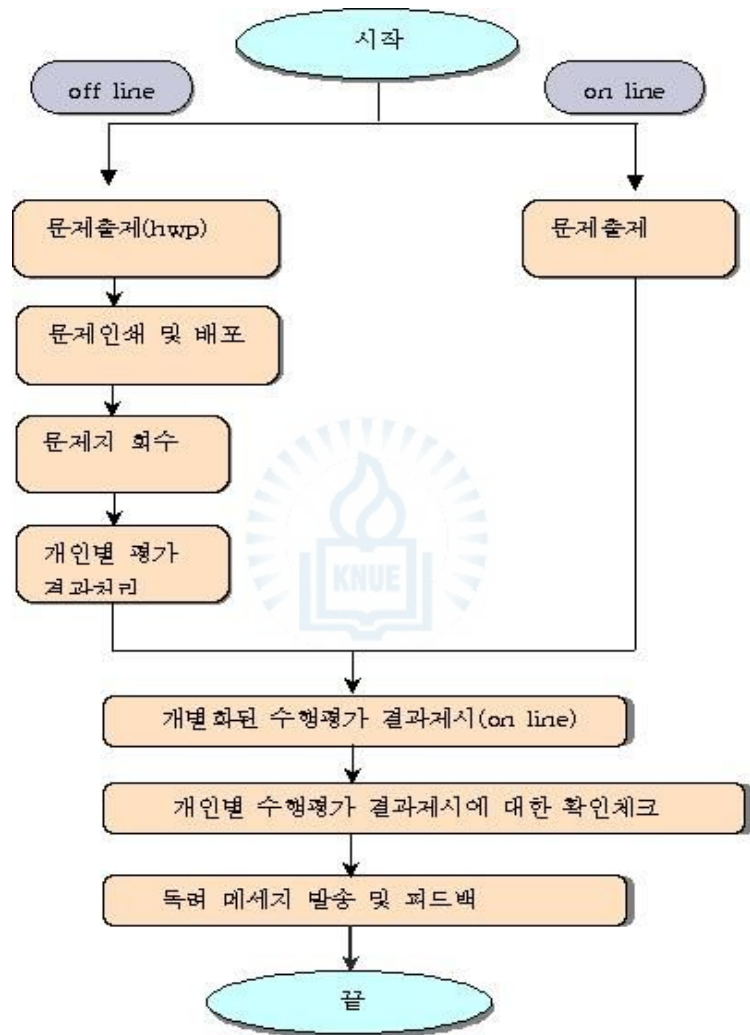 시작
off line
on line
문제출제(hwp)
문제출제
문제인쇄 및 배포
문제지 회수
개인별 평가
결과처리
KNUE
개별화된 수행평가 결과제시(on line)
개인별 수행평가 결과제시에 대한 확인체크
독려 메세지 발송 및 피드백
끝